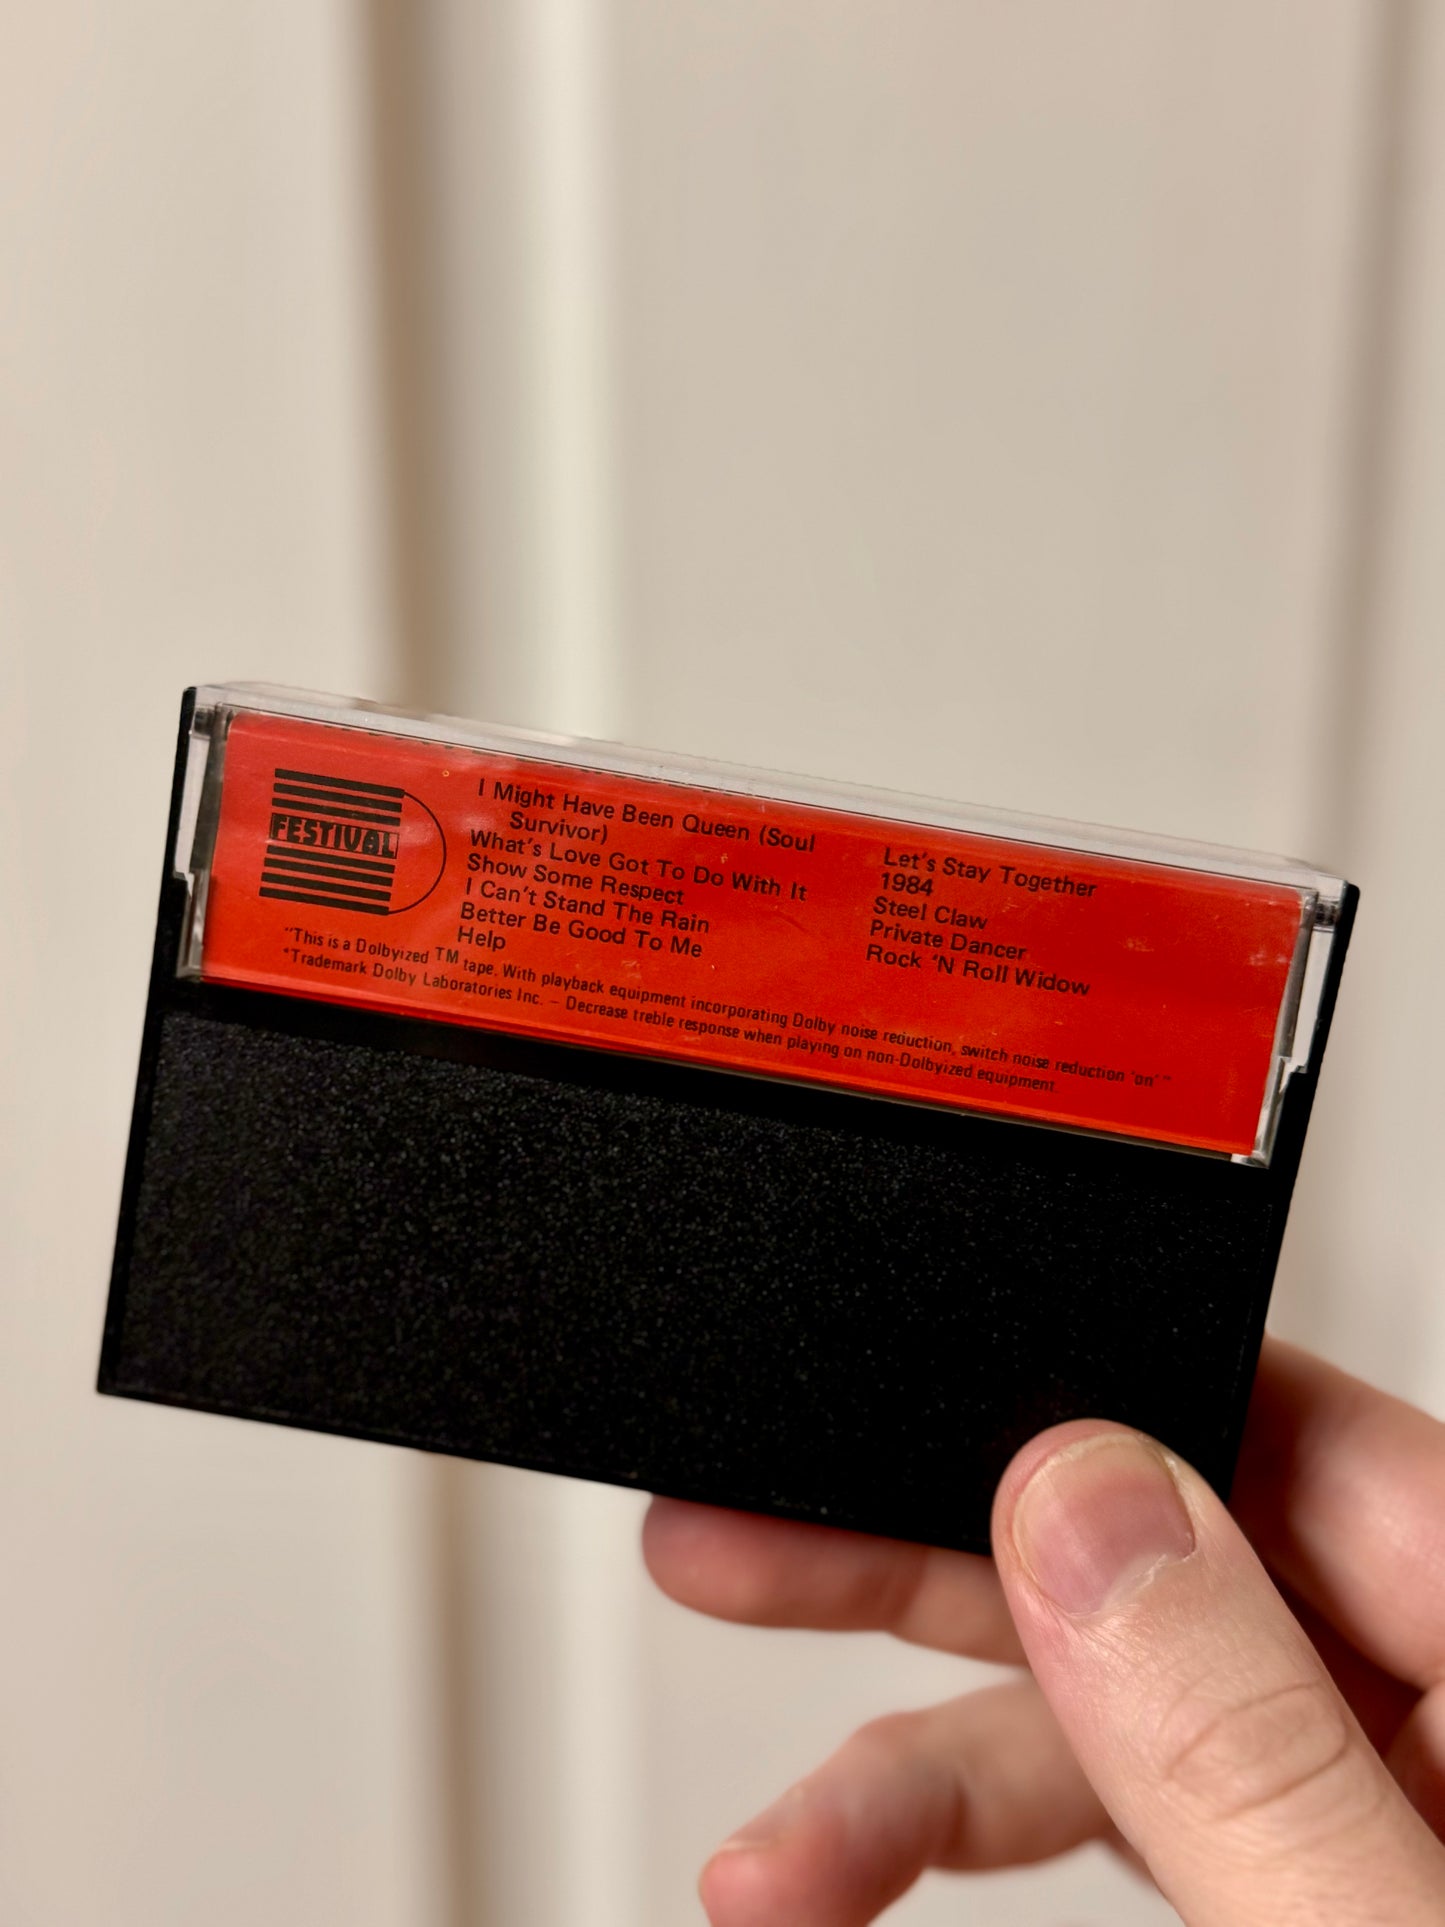 FESTIVAL
I Might Have Been Queen (Soul
Survivor)
What's Love Got To Do With It
Show Some Respect
I Can't Stand The Rain
Better Be Good To Me
Help
Let's Stay Together
1984
Steel Claw
Private Dancer
Rock 'N Roll Widow
"This is a Dolbyized TM tape. With playback equipment incorporating Dolby noise reduction, switch noise reduction 'on' "
*Trademark Dolby Laboratories Inc. — Decrease treble response when playing on non-Dolbyized equipment.